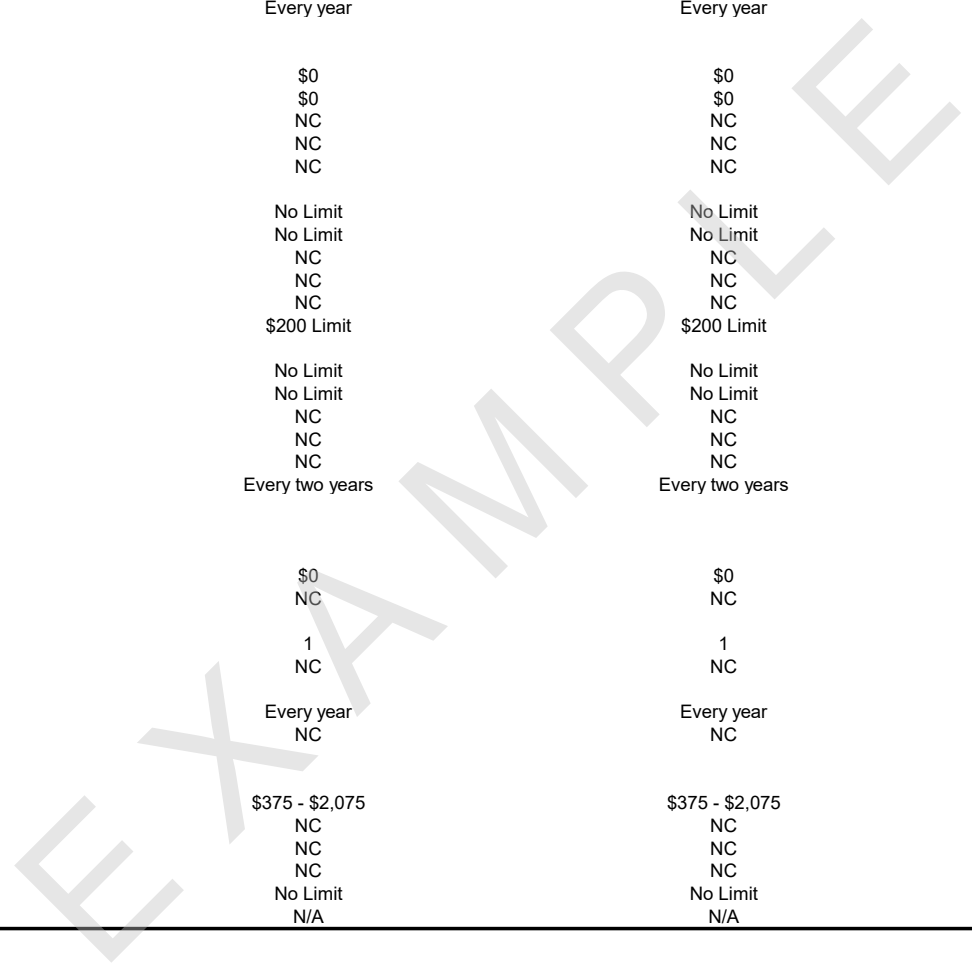 Every year Every year
$0 $0
$0 $0
NC NC
NC NC
NC NC
No Limit No Limit
No Limit No Limit
NC NC
NC NC
NC NC
$200 Limit $200 Limit
No Limit No Limit
No Limit No Limit
NC NC
NC NC
NC NC
Every two years Every two years
$0 $0
NC NC
1 1
NC NC
Every year Every year
NC NC
$375 - $2,075 $375 - $2,075
NC NC
NC NC
NC NC
No Limit No Limit
N/A N/A
EXAMPLE